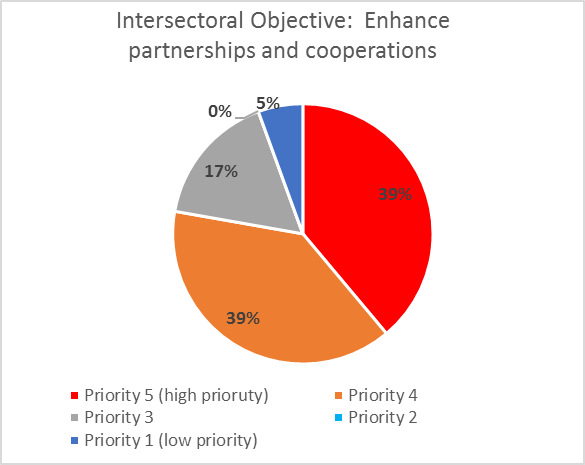 Intersectoral Objective:  Enhance
partnerships and cooperations
0%
5%
39%
17%
39%
Priority 5 (high prioruty)
Priority 4
Priority 3
Priority 2
Priority 1 (low priority)